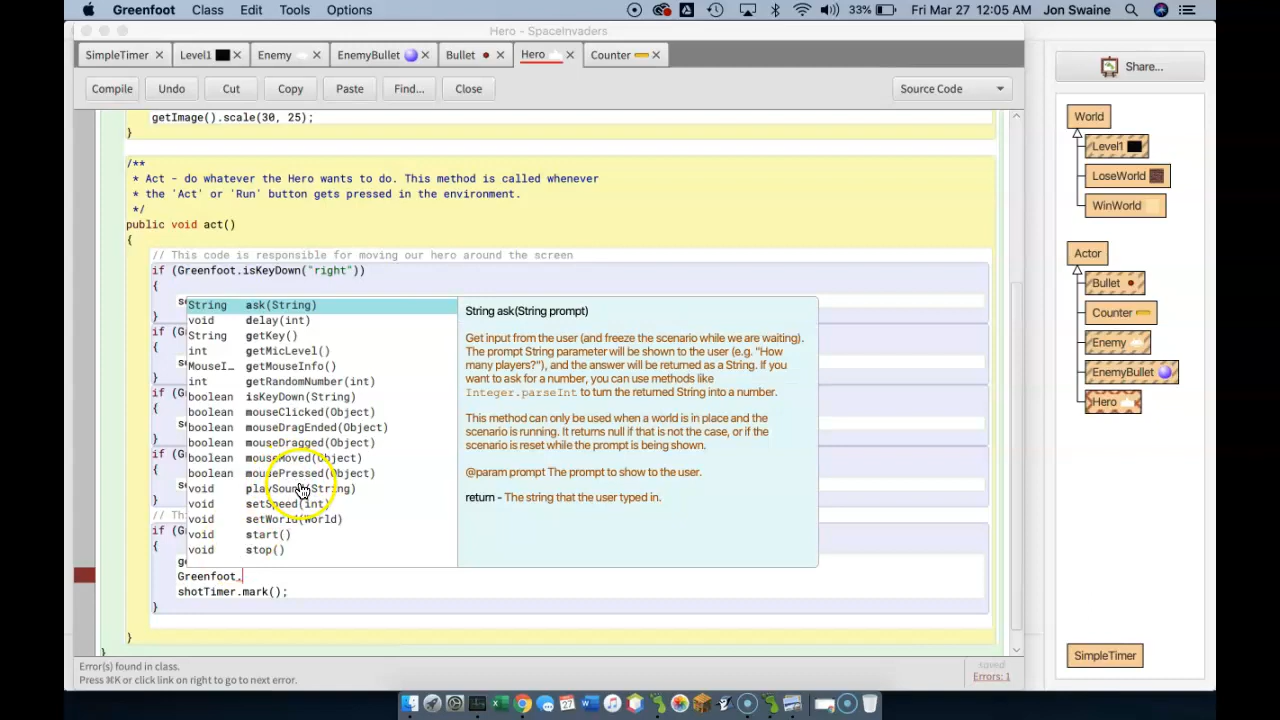 Greenfoot Class Edit Tools Options 33% Fri Mar 27 12:05 AM Jon Swaine
Hero - SpaceInvaders
SimpleTimer Level1 Enemy EnemyBullet Bullet Hero Counter
Compile Undo Cut Copy Paste Find... Close Source Code
Share...
getImage().scale(30, 25);
}
/**
* Act - do whatever the Hero wants to do. This method is called whenever
* the 'Act' or 'Run' button gets pressed in the environment.
*/
public void act()
{
// This code is responsible for moving our hero around the screen
if (Greenfoot.isKeyDown("right"))
{
String ask(String)
void delay(int)
String getKey()
int getMicLevel()
MouseI… getMouseInfo()
int getRandomNumber(int)
boolean isKeyDown(String)
boolean mouseClicked(Object)
boolean mouseDragEnded(Object)
boolean mouseDragged(Object)
boolean mouseMoved(Object)
boolean mousePressed(Object)
void playSound(String)
void setSpeed(int)
void setWorld(World)
void start()
void stop()
String ask(String prompt)
Get input from the user (and freeze the scenario while we are waiting).
The prompt String parameter will be shown to the user (e.g. "How
many players?"), and the answer will be returned as a String. If you
want to ask for a number, you can use methods like
Integer.parseInt to turn the returned String into a number.
This method can only be used when a world is in place and the
scenario is running. It returns null if that is not the case, or if the
scenario is reset while the prompt is being shown.
@param prompt The prompt to show to the user.
return - The string that the user typed in.
Greenfoot.
shotTimer.mark();
}
}
}
Error(s) found in class.
Press ⌘K or click link on right to go to next error.
saved
Errors: 1
World
Level1
LoseWorld
WinWorld
Actor
Bullet
Counter
Enemy
EnemyBullet
Hero
SimpleTimer